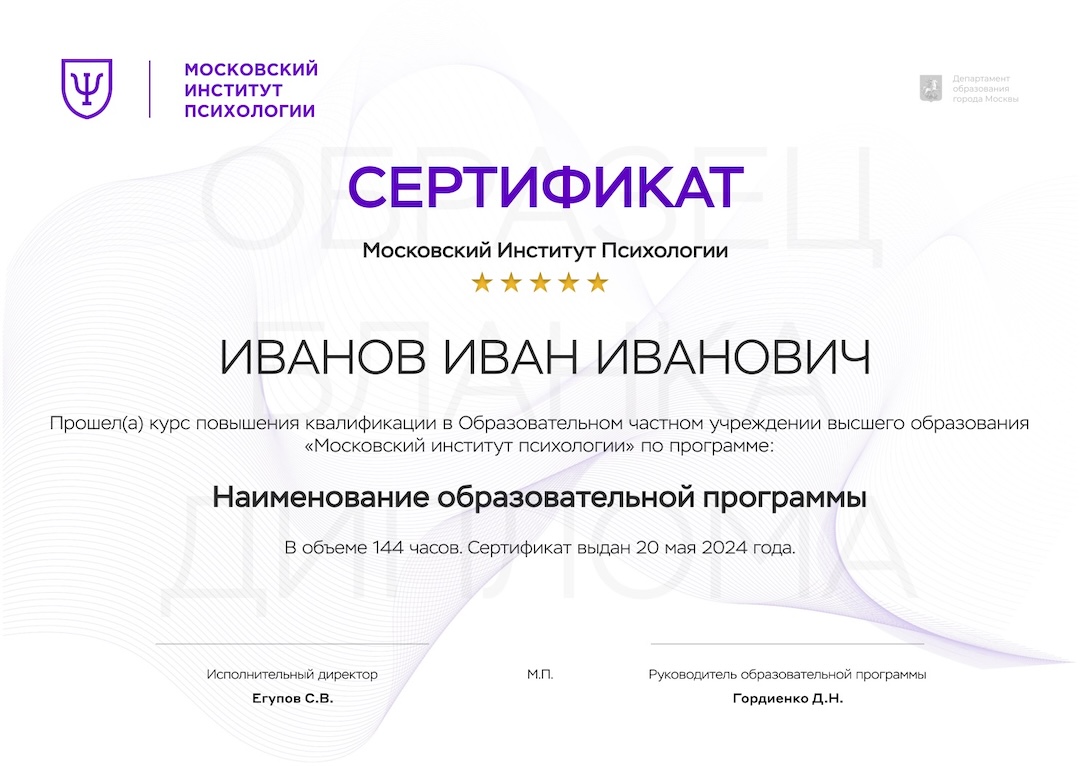 МОСКОВСКИЙ
ИНСТИТУТ
ПСИХОЛОГИИ
Департамент
образования
города Москвы
ОБРАЗЕЦ
СЕРТИФИКАТ
Московский Институт Психологии
БЛАНКА
ИВАНОВ ИВАН ИВАНОВИЧ
Прошел(а) курс повышения квалификации в Образовательном частном учреждении высшего образования
«Московский институт психологии» по программе:
ДИПЛОМА
Наименование образовательной программы
В объеме 144 часов. Сертификат выдан 20 мая 2024 года.
Исполнительный директор
Егупов С.В.
М.П.
Руководитель образовательной программы
Гордиенко Д.Н.